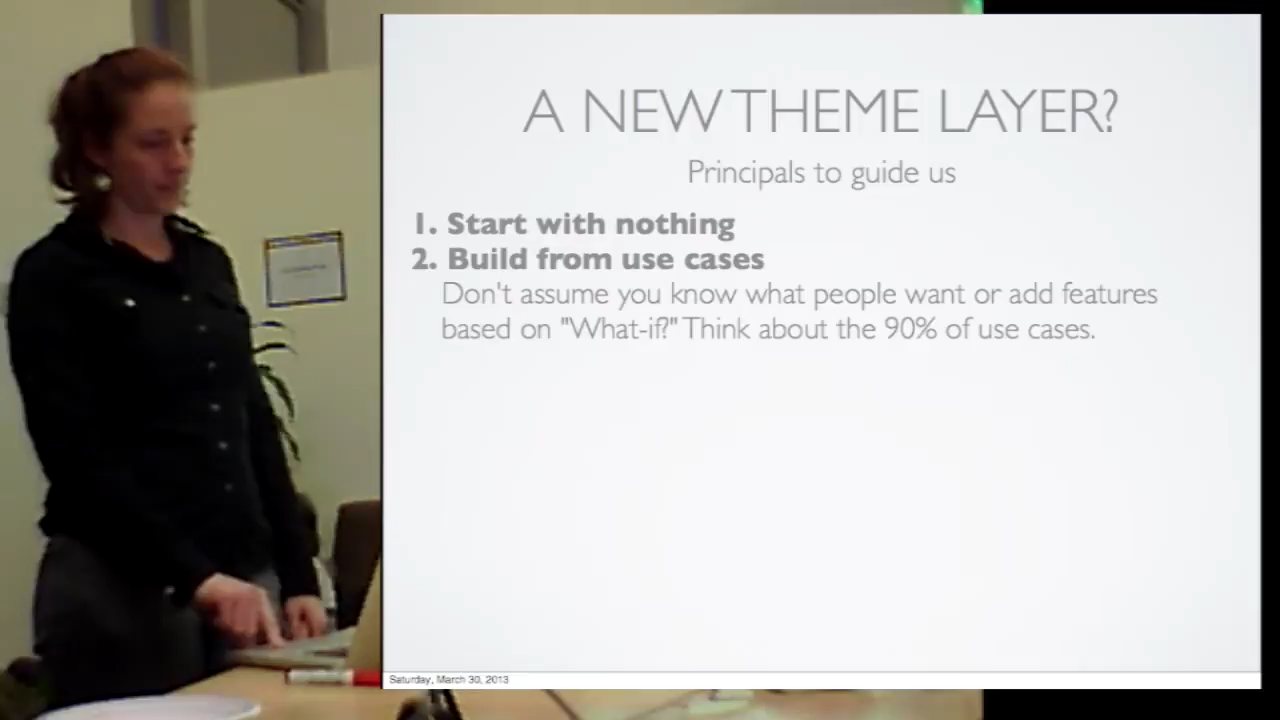 A NEW THEME LAYER?
Principals to guide us
1. Start with nothing
2. Build from use cases
Don't assume you know what people want or add features
based on "What-if?" Think about the 90% of use cases.
Saturday, March 30, 2013